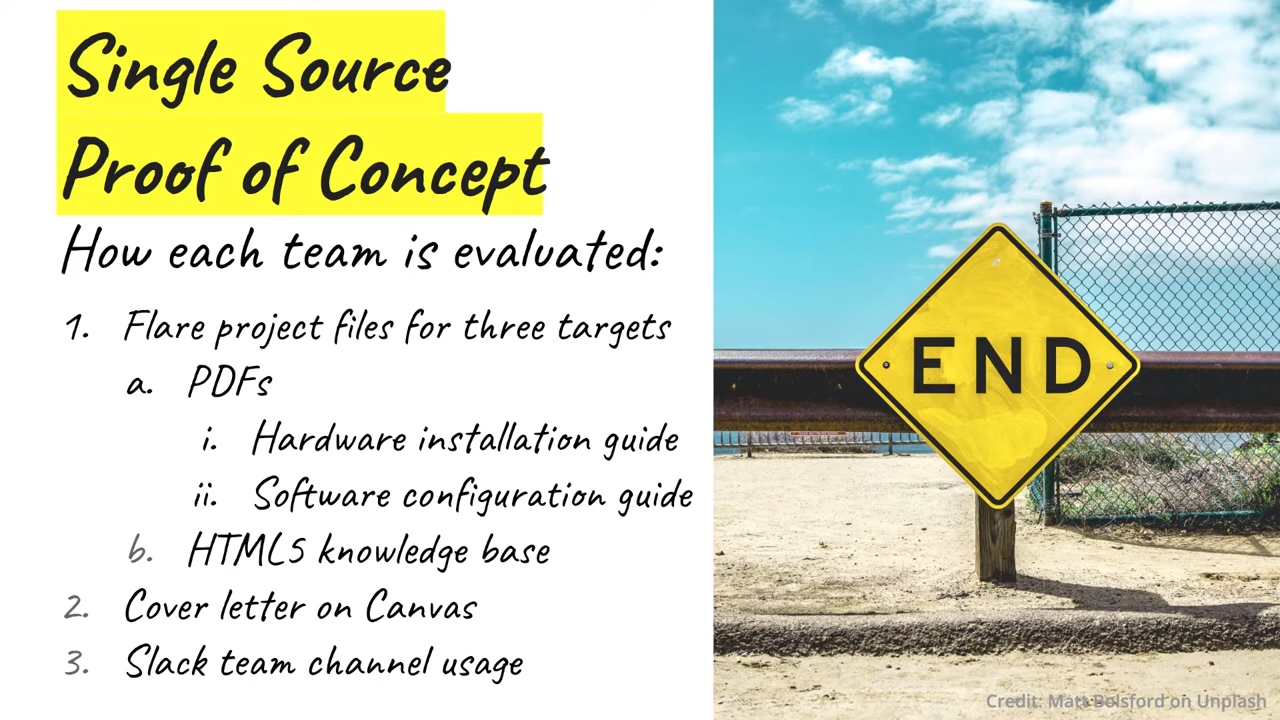 Single Source
Proof of Concept
How each team is evaluated:
1. Flare project files for three targets
a. PDFs
i. Hardware installation guide
ii. Software configuration guide
b. HTML5 knowledge base
2. Cover letter on Canvas
3. Slack team channel usage
END
Credit: Matt Bolsford on Unplash